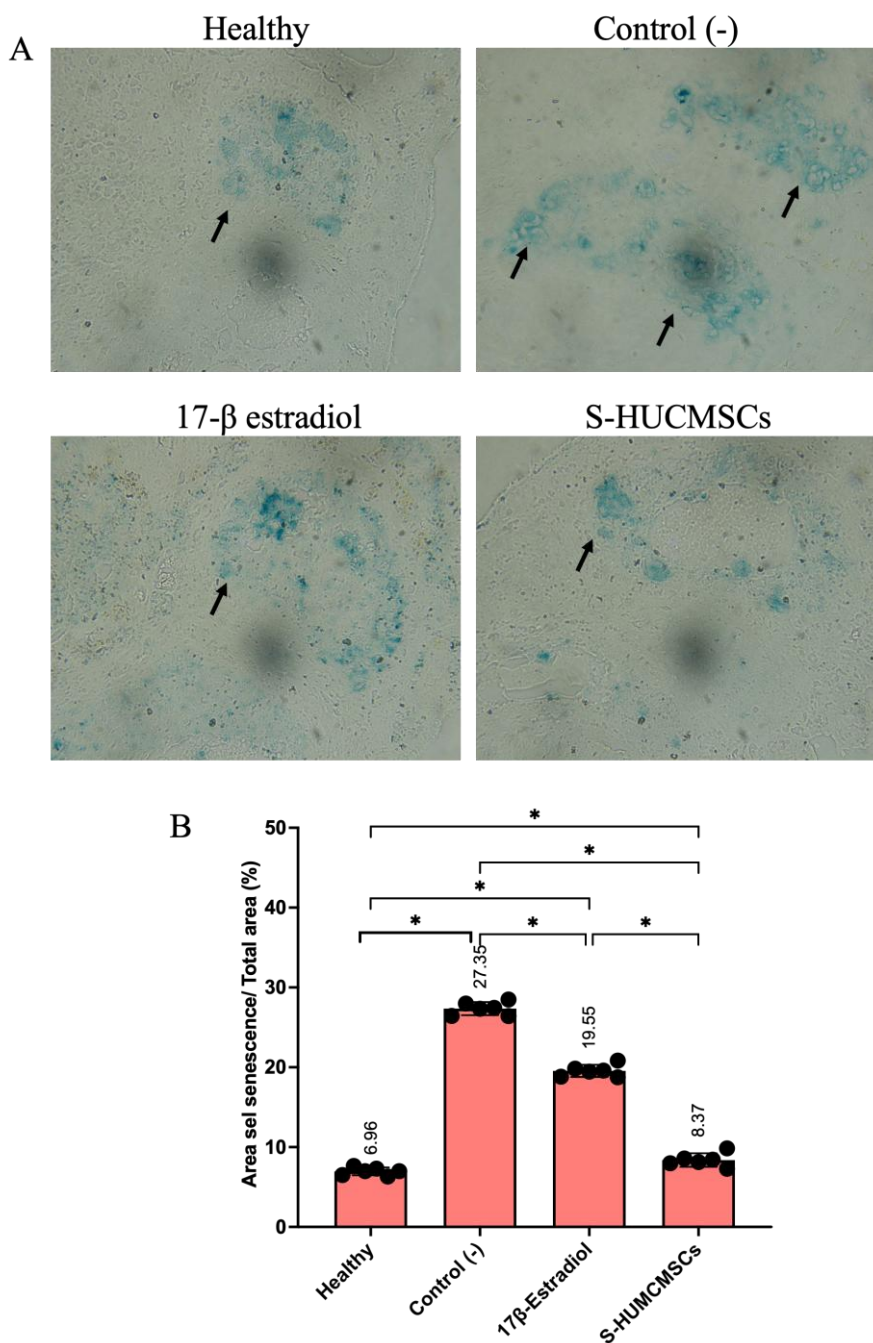 A
Healthy
Control (-)
17-β estradiol
S-HUCMSCs
B
Area sel senescence/ Total area (%)
50
40
30
20
10
0
*
*
*
*
*
*
6.96
27.35
19.55
8.37
Healthy
Control (-)
17β-Estradiol
S-HUMCMSCs